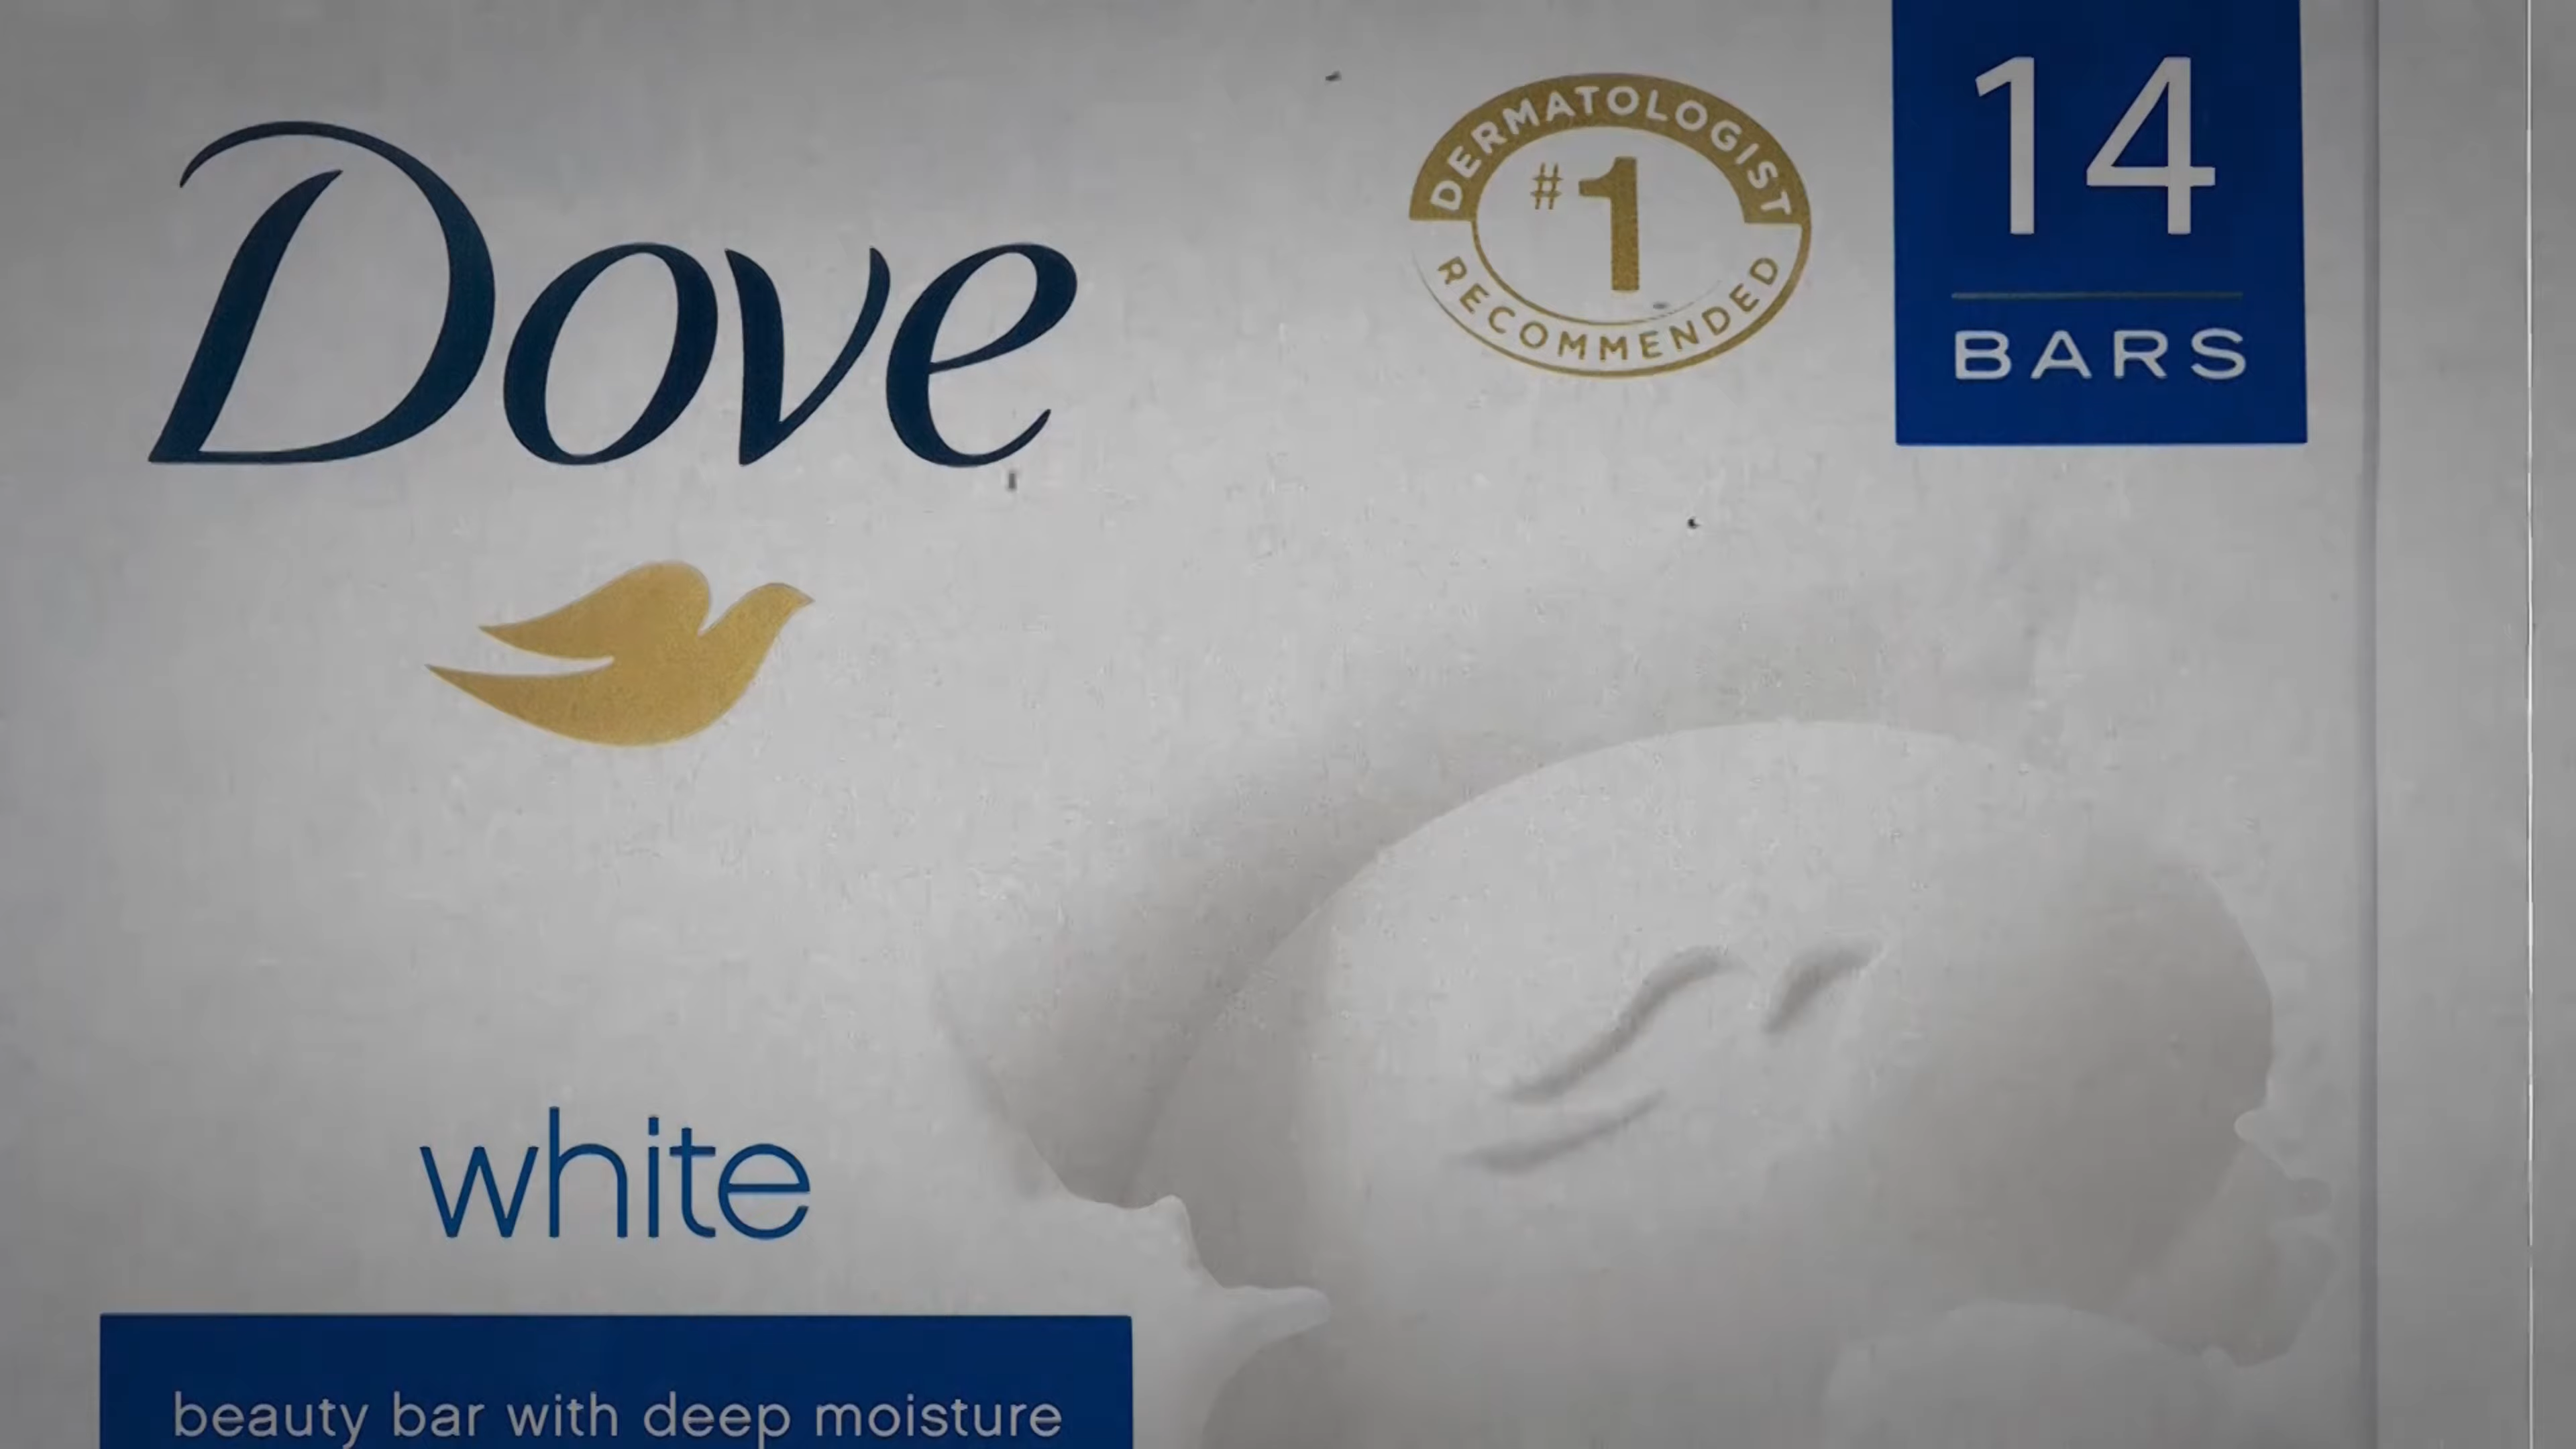 Dove
DERMATOLOGIST
#1
RECOMMENDED
14
BARS
white
beauty bar with deep moisture